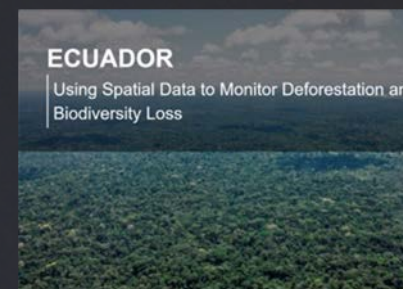 ECUADOR
Using Spatial Data to Monitor Deforestation
Biodiversity Loss